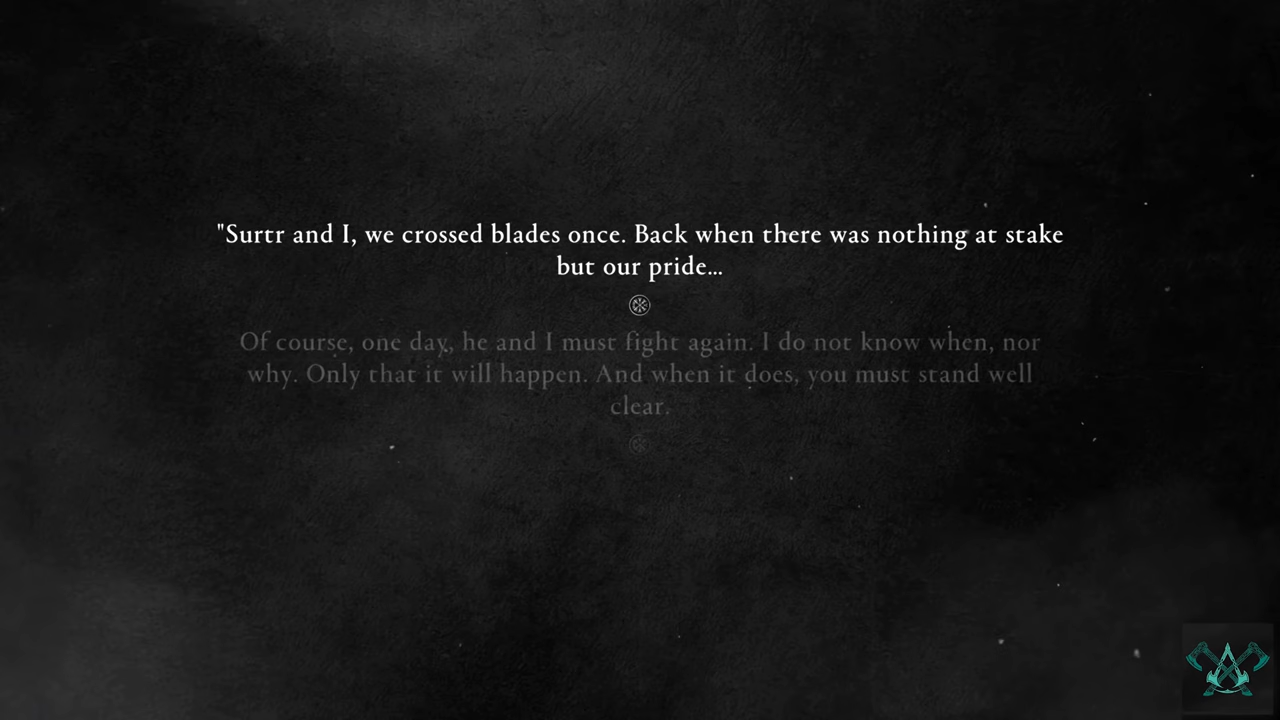 "Surtr and I, we crossed blades once. Back when there was nothing at stake
but our pride...
Of course, one day, he and I must fight again. I do not know when, nor
why. Only that it will happen. And when it does, you must stand well
clear.